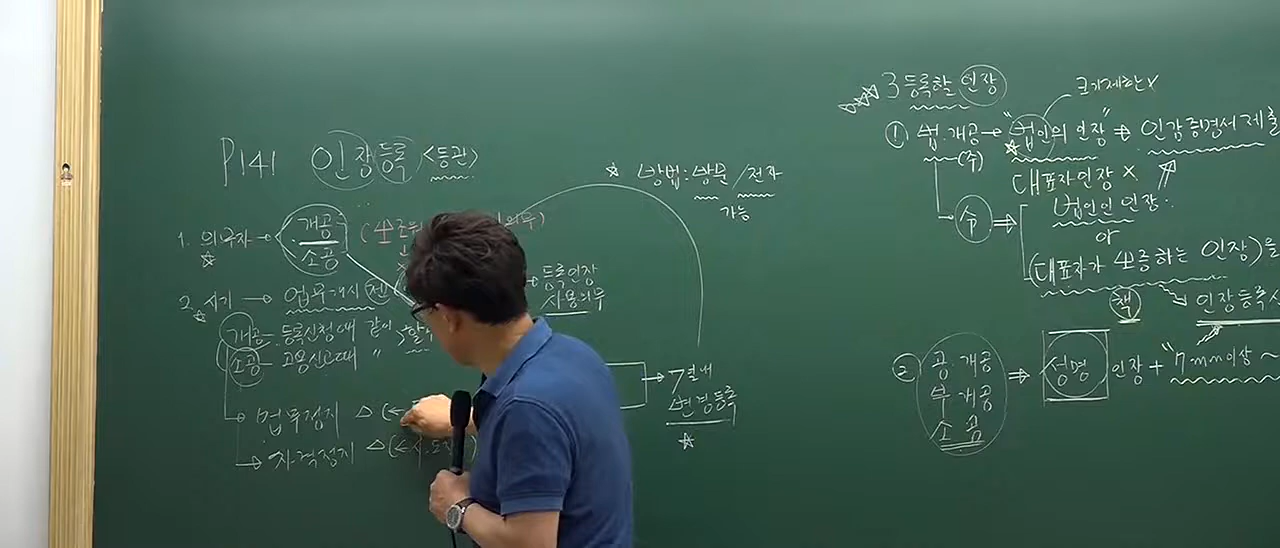 P141 인장등록 <등관>
1. 의무자 → 개공
소공
2. 시기 → 업무개시 전
개공 = 등록신청때 같이
소공 = 고용신고때 〃
→ 업무정지 △(←
→ 자격정지 △(←
☆ 방법: 방문/전자
가능
등록인장
사용의무
→ 7일내
변경등록
☆
3 등록할 인장
크기제한 X
① 법.개공 → "법인의 인장" ⇒ 인감증명서 제출
(주)
대표자인장 X
분 ⇒ 법인의 인장.
or
(대표자가 보증하는 인장)을
책 인장등록
② 공.개공
부.개공
소.공
⇒ 성명 인장 + "7mm이상 ~